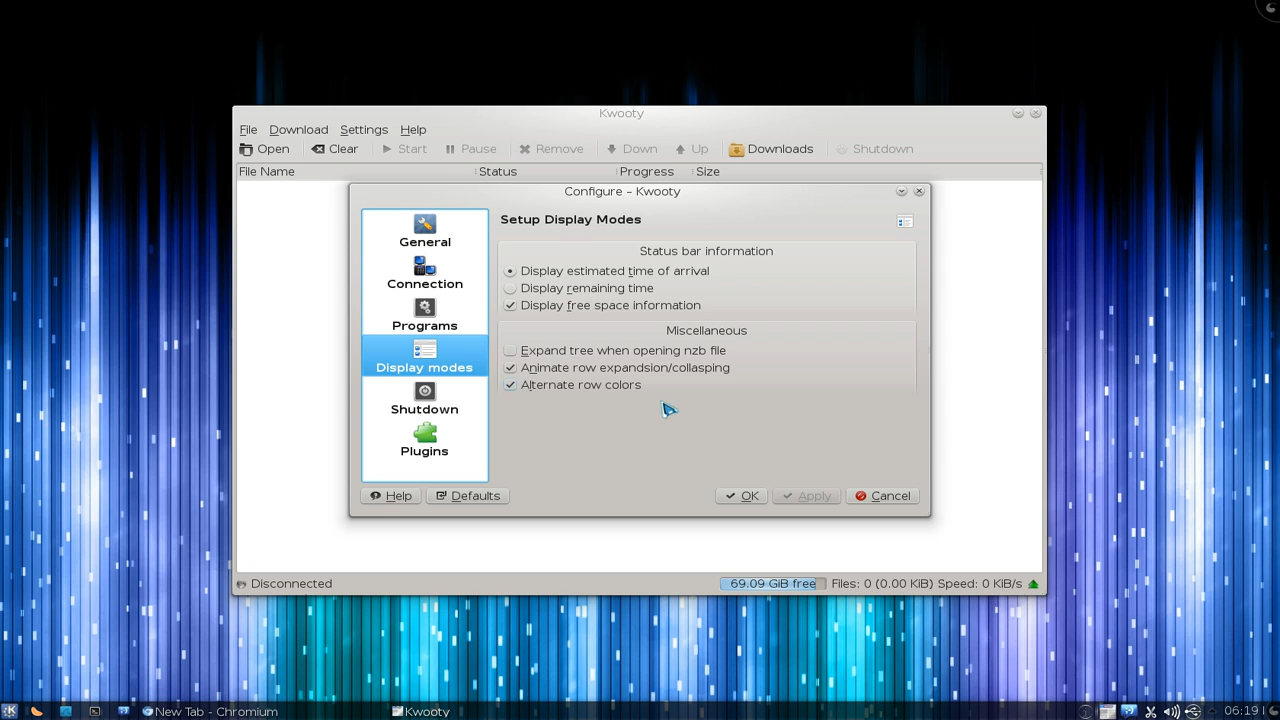 Kwooty
File Download Settings Help
Open Clear Start Pause Remove Down Up Downloads Shutdown
File Name Status Progress Size
Configure – Kwooty
General
Connection
Programs
Display modes
Shutdown
Plugins
Setup Display Modes
Status bar information
Display estimated time of arrival
Display remaining time
Display free space information
Miscellaneous
Expand tree when opening nzb file
Animate row expandsion/collasping
Alternate row colors
Help Defaults OK Apply Cancel
Disconnected 69.09 GiB free Files: 0 (0.00 KiB) Speed: 0 KiB/s
New Tab - Chromium Kwooty 06:19